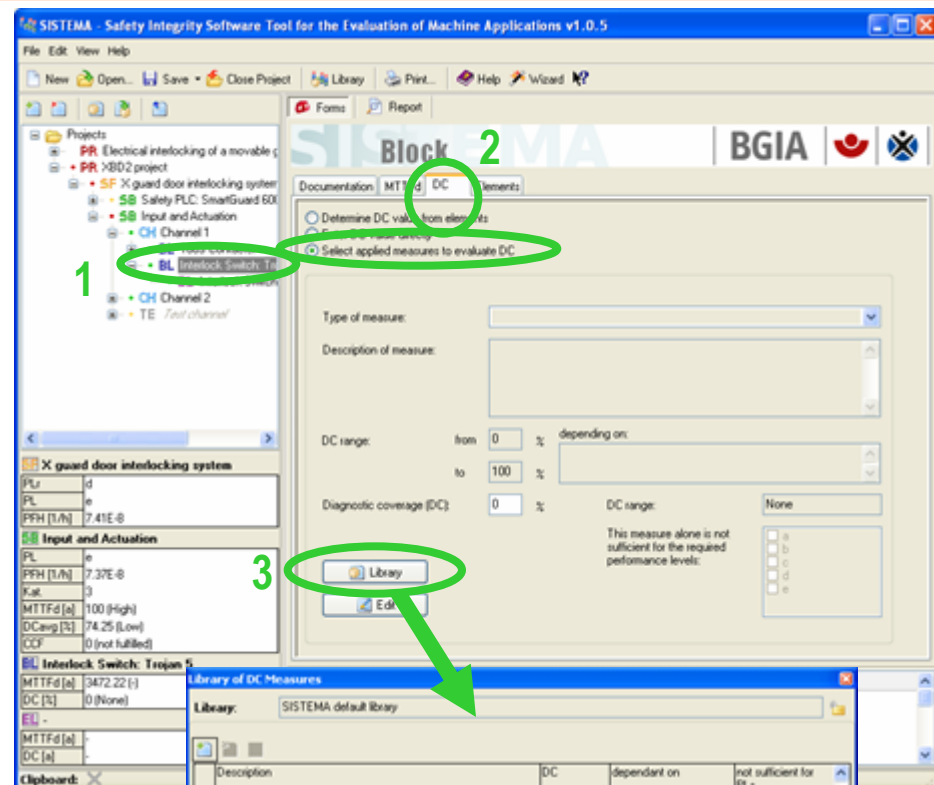 SISTEMA - Safety Integrity Software Tool for the Evaluation of Machine Applications v1.0.5
File Edit View Help
New Open... Save Close Project Library Print... Help Wizard
Forms Report
Projects
PR Electrical interlocking of a movable g
PR XBD2 project
SF X guard door interlocking system
SB Safety PLC: SmartGuard 600
SB Input and Actuation
CH Channel 1
BL
1
BL Interlock Switch: Tro
CH Channel 2
TE Test channel
SISTEMA
Block
2
BGIA
Documentation MTTFd DC Elements
Determine DC value from elements
Select applied measures to evaluate DC
Type of measure:
Description of measure:
DC range: from 0 % depending on:
to 100 %
Diagnostic coverage (DC): 0 % DC range: None
This measure alone is not
sufficient for the required
performance levels:
a
b
c
d
e
3
Library
Edit
X guard door interlocking system
PLr d
PL e
PFH [1/h] 7.41E-8
SB Input and Actuation
PL e
PFH [1/h] 7.37E-8
Kat. 3
MTTFd [a] 100 (High)
DCavg [%] 74.25 (Low)
CCF 0 (not fulfilled)
BL Interlock Switch: Trojan 5
MTTFd [a] 3472.22 (-)
DC [%] 0 (None)
EL -
MTTFd [a] -
DC [a] -
Clipboard:
Library of DC Measures
Library: SISTEMA default library
Description DC dependant on not sufficient for